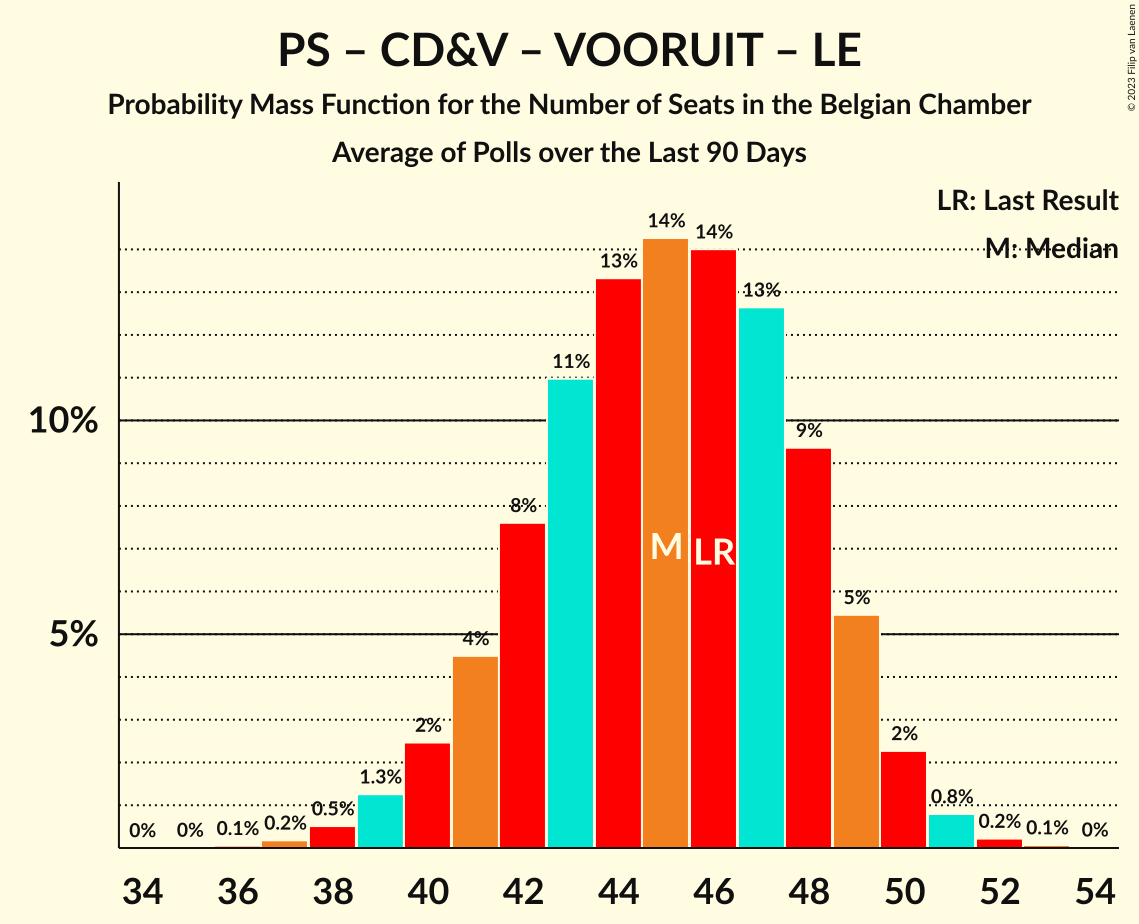 PS – CD&V – VOORUIT – LE
Probability Mass Function for the Number of Seats in the Belgian Chamber
Average of Polls over the Last 90 Days
© 2023 Filip van Laenen
LR: Last Result
M: Median
10%
5%
0%
0%
0.1%
0.2%
0.5%
1.3%
2%
4%
8%
11%
13%
14%
14%
13%
9%
5%
2%
0.8%
0.2%
0.1%
0%
M
LR
34 36 38 40 42 44 46 48 50 52 54